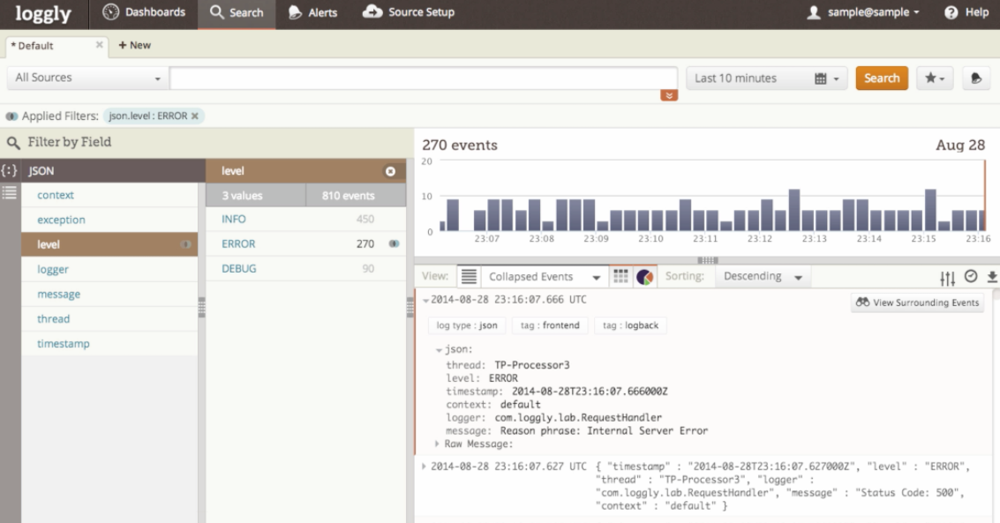 loggly Dashboards Search Alerts Source Setup sample@sample Help
* Default + New
All Sources Last 10 minutes Search
Applied Filters: json.level : ERROR
Filter by Field
{:} JSON
context
exception
level
logger
message
thread
timestamp
level
3 values 810 events
INFO 450
ERROR 270
DEBUG 90
270 events Aug 28
20
10
0
23:07 23:08 23:09 23:10 23:11 23:12 23:13 23:14 23:15 23:16
View: Collapsed Events Sorting: Descending
2014-08-28 23:16:07.666 UTC View Surrounding Events
log type : json tag : frontend tag : logback
json:
thread: TP-Processor3
level: ERROR
timestamp: 2014-08-28T23:16:07.666000Z
context: default
logger: com.loggly.lab.RequestHandler
message: Reason phrase: Internal Server Error
Raw Message:
2014-08-28 23:16:07.627 UTC { "timestamp" : "2014-08-28T23:16:07.627000Z", "level" : "ERROR",
"thread" : "TP-Processor3", "logger" :
"com.loggly.lab.RequestHandler", "message" : "Status Code: 500",
"context" : "default" }